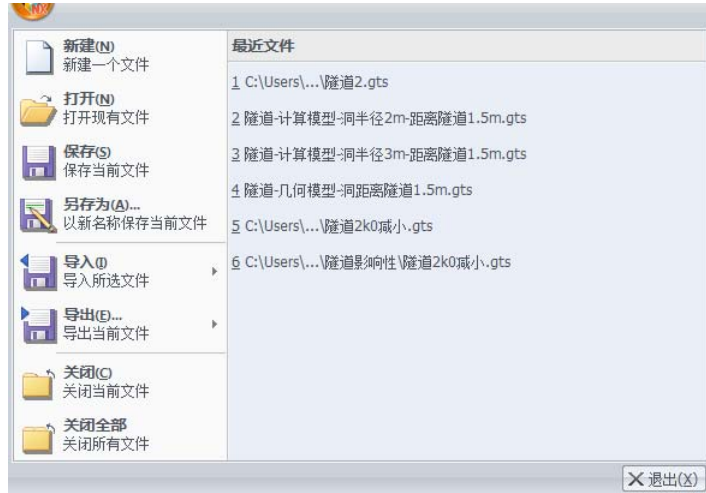 NX
新建(N)
新建一个文件
打开(N)
打开现有文件
保存(S)
保存当前文件
另存为(A)...
以新名称保存当前文件
导入(I)
导入所选文件
导出(E)...
导出当前文件
关闭(C)
关闭当前文件
关闭全部
关闭所有文件
最近文件
1 C:\Users\...\隧道2.gts
2 隧道-计算模型-洞半径2m-距离隧道1.5m.gts
3 隧道-计算模型-洞半径3m-距离隧道1.5m.gts
4 隧道-几何模型-洞距离隧道1.5m.gts
5 C:\Users\...\隧道2k0减小.gts
6 C:\Users\...\隧道影响性\隧道2k0减小.gts
退出(X)